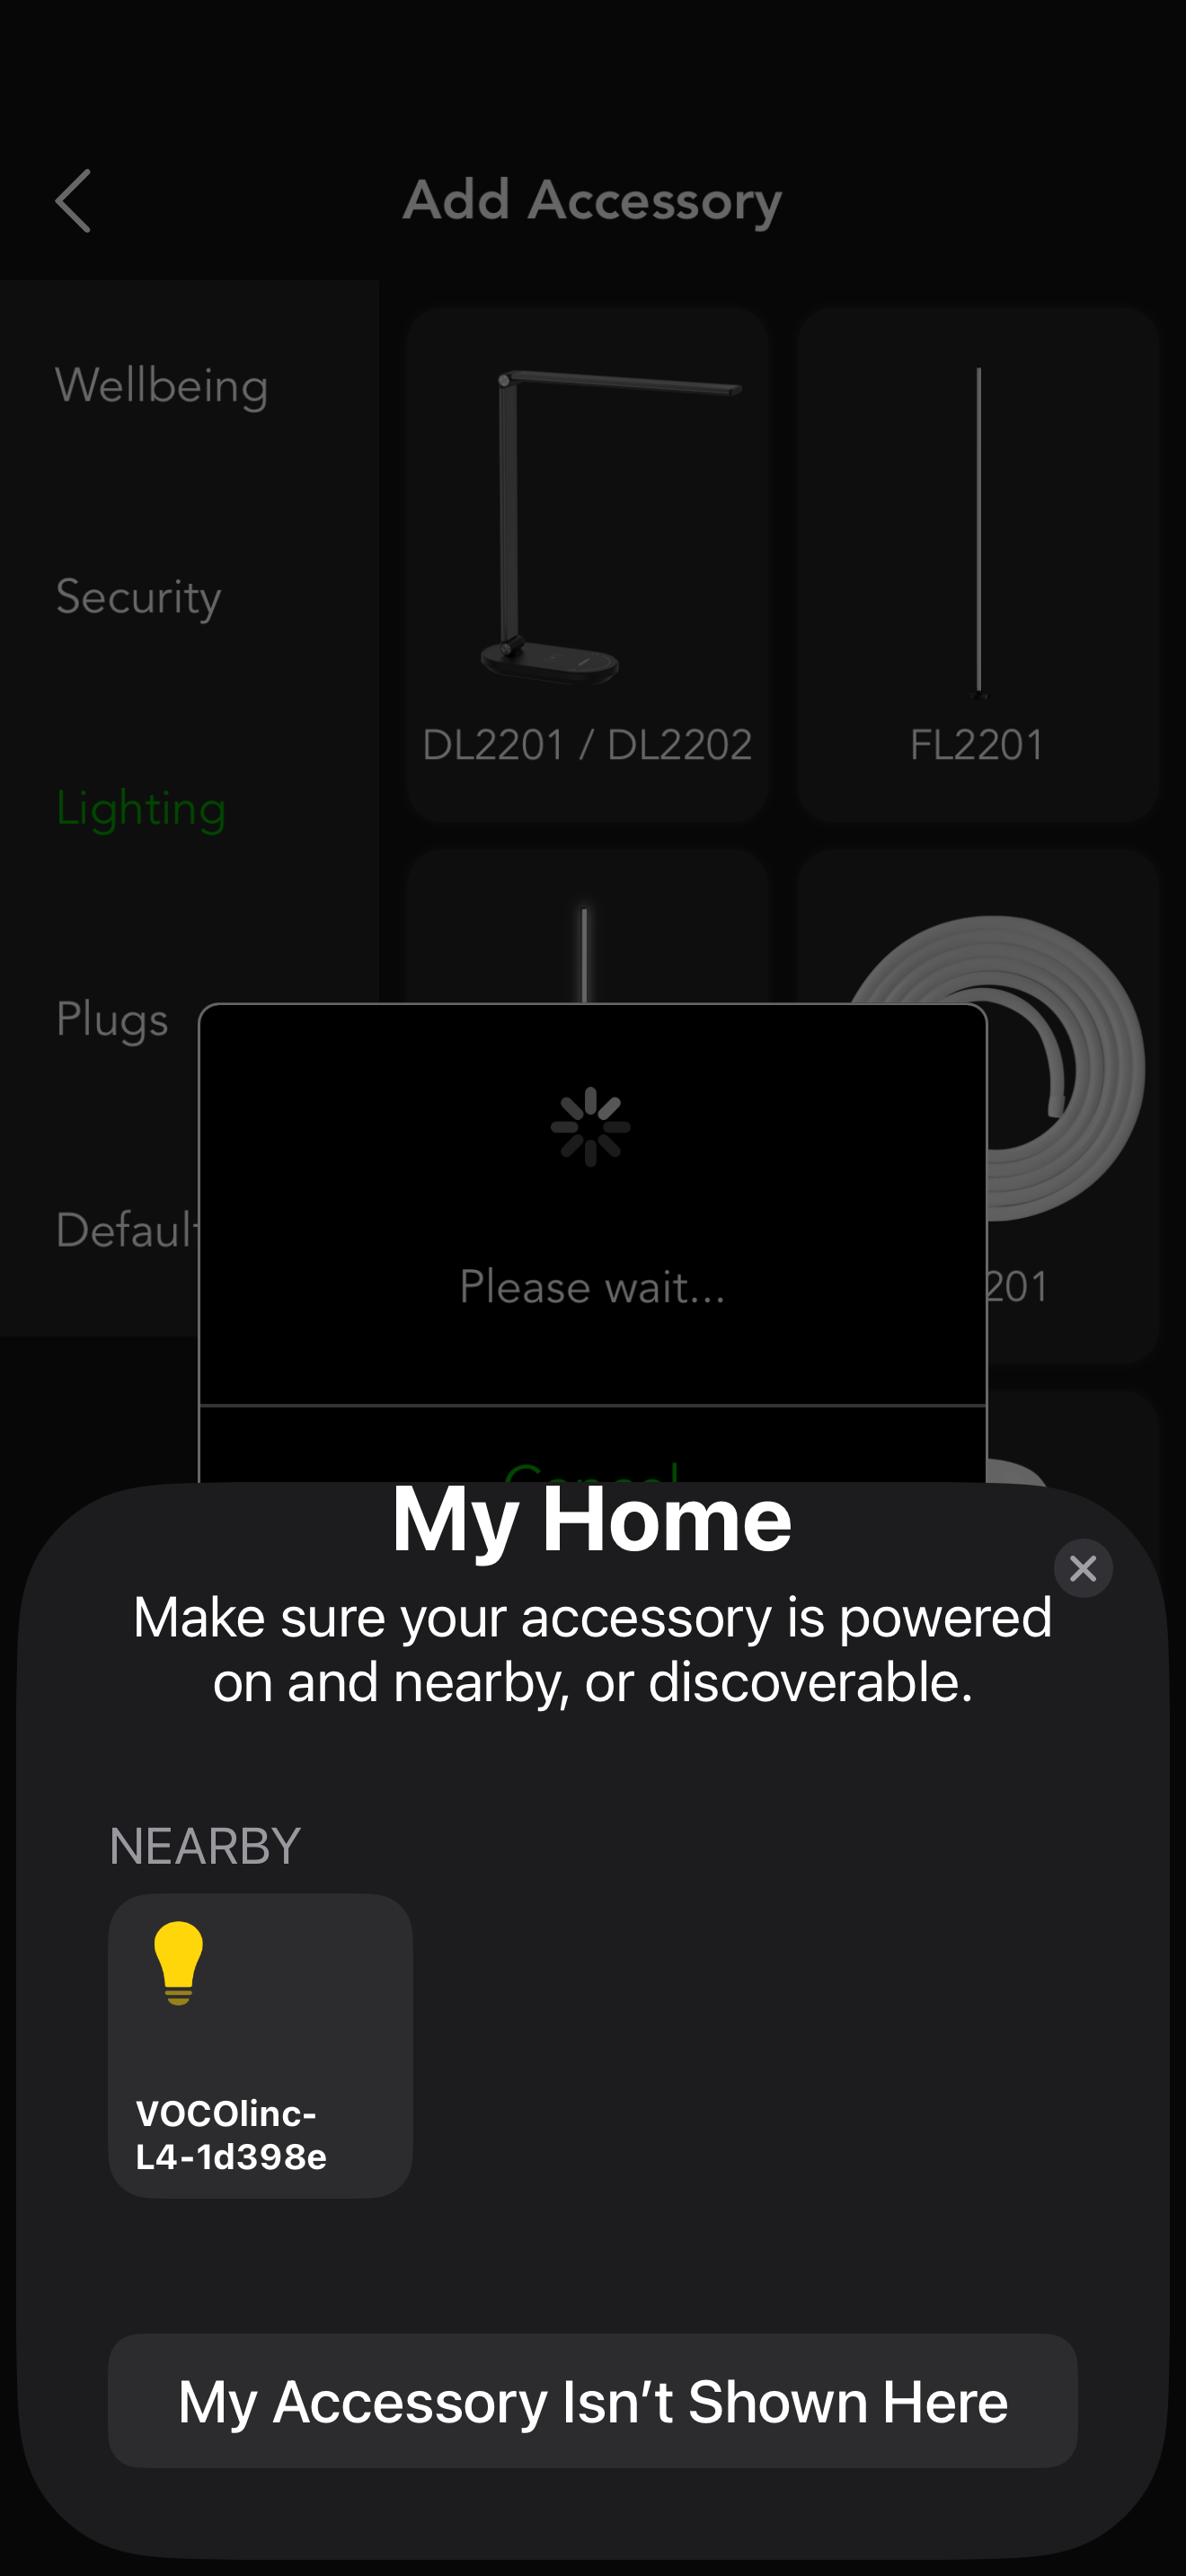 Add Accessory
Wellbeing
Security
Lighting
Plugs
Default
DL2201 / DL2202
FL2201
201
Please wait...
Cancel
My Home
Make sure your accessory is powered
on and nearby, or discoverable.
NEARBY
VOCOlinc-
L4-1d398e
My Accessory Isn’t Shown Here